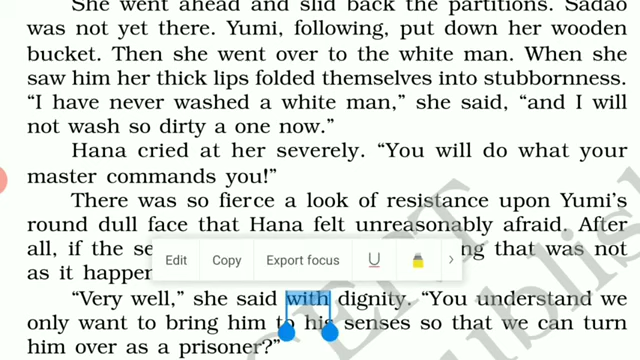 She went ahead and slid back the partitions. Sadao
was not yet there. Yumi, following, put down her wooden
bucket. Then she went over to the white man. When she
saw him her thick lips folded themselves into stubbornness.
“I have never washed a white man,” she said, “and I will
not wash so dirty a one now.”
Hana cried at her severely. “You will do what your
master commands you!”
There was so fierce a look of resistance upon Yumi’s
round dull face that Hana felt unreasonably afraid. After
all, if the se ng that was not
as it happen
Edit Copy Export focus U
“Very well,” she said with dignity. “You understand we
only want to bring him to his senses so that we can turn
him over as a prisoner?”